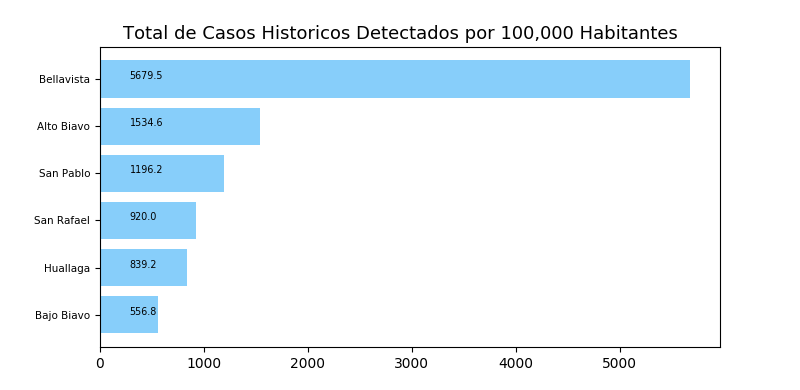 Total de Casos Historicos Detectados por 100,000 Habitantes
Bellavista 5679.5
Alto Biavo 1534.6
San Pablo 1196.2
San Rafael 920.0
Huallaga 839.2
Bajo Biavo 556.8
0 1000 2000 3000 4000 5000